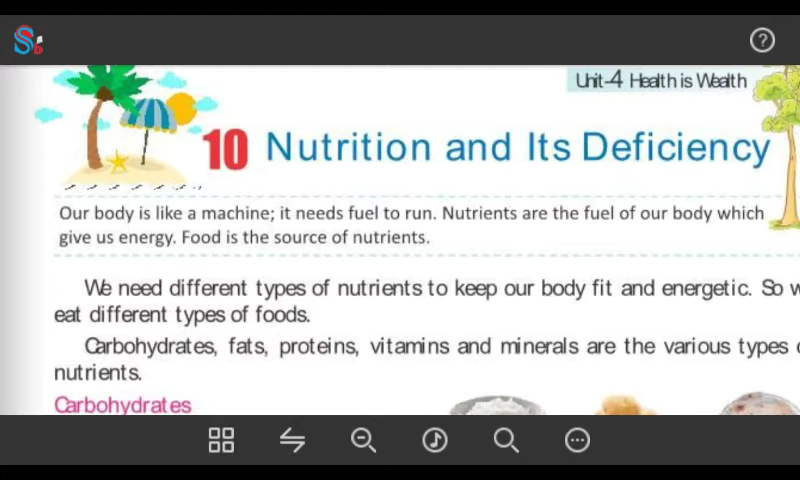 Unit-4 Health is Wealth
10 Nutrition and Its Deficiency
Our body is like a machine; it needs fuel to run. Nutrients are the fuel of our body which
give us energy. Food is the source of nutrients.
We need different types of nutrients to keep our body fit and energetic. So w
eat different types of foods.
Carbohydrates, fats, proteins, vitamins and minerals are the various types o
nutrients.
Carbohydrates